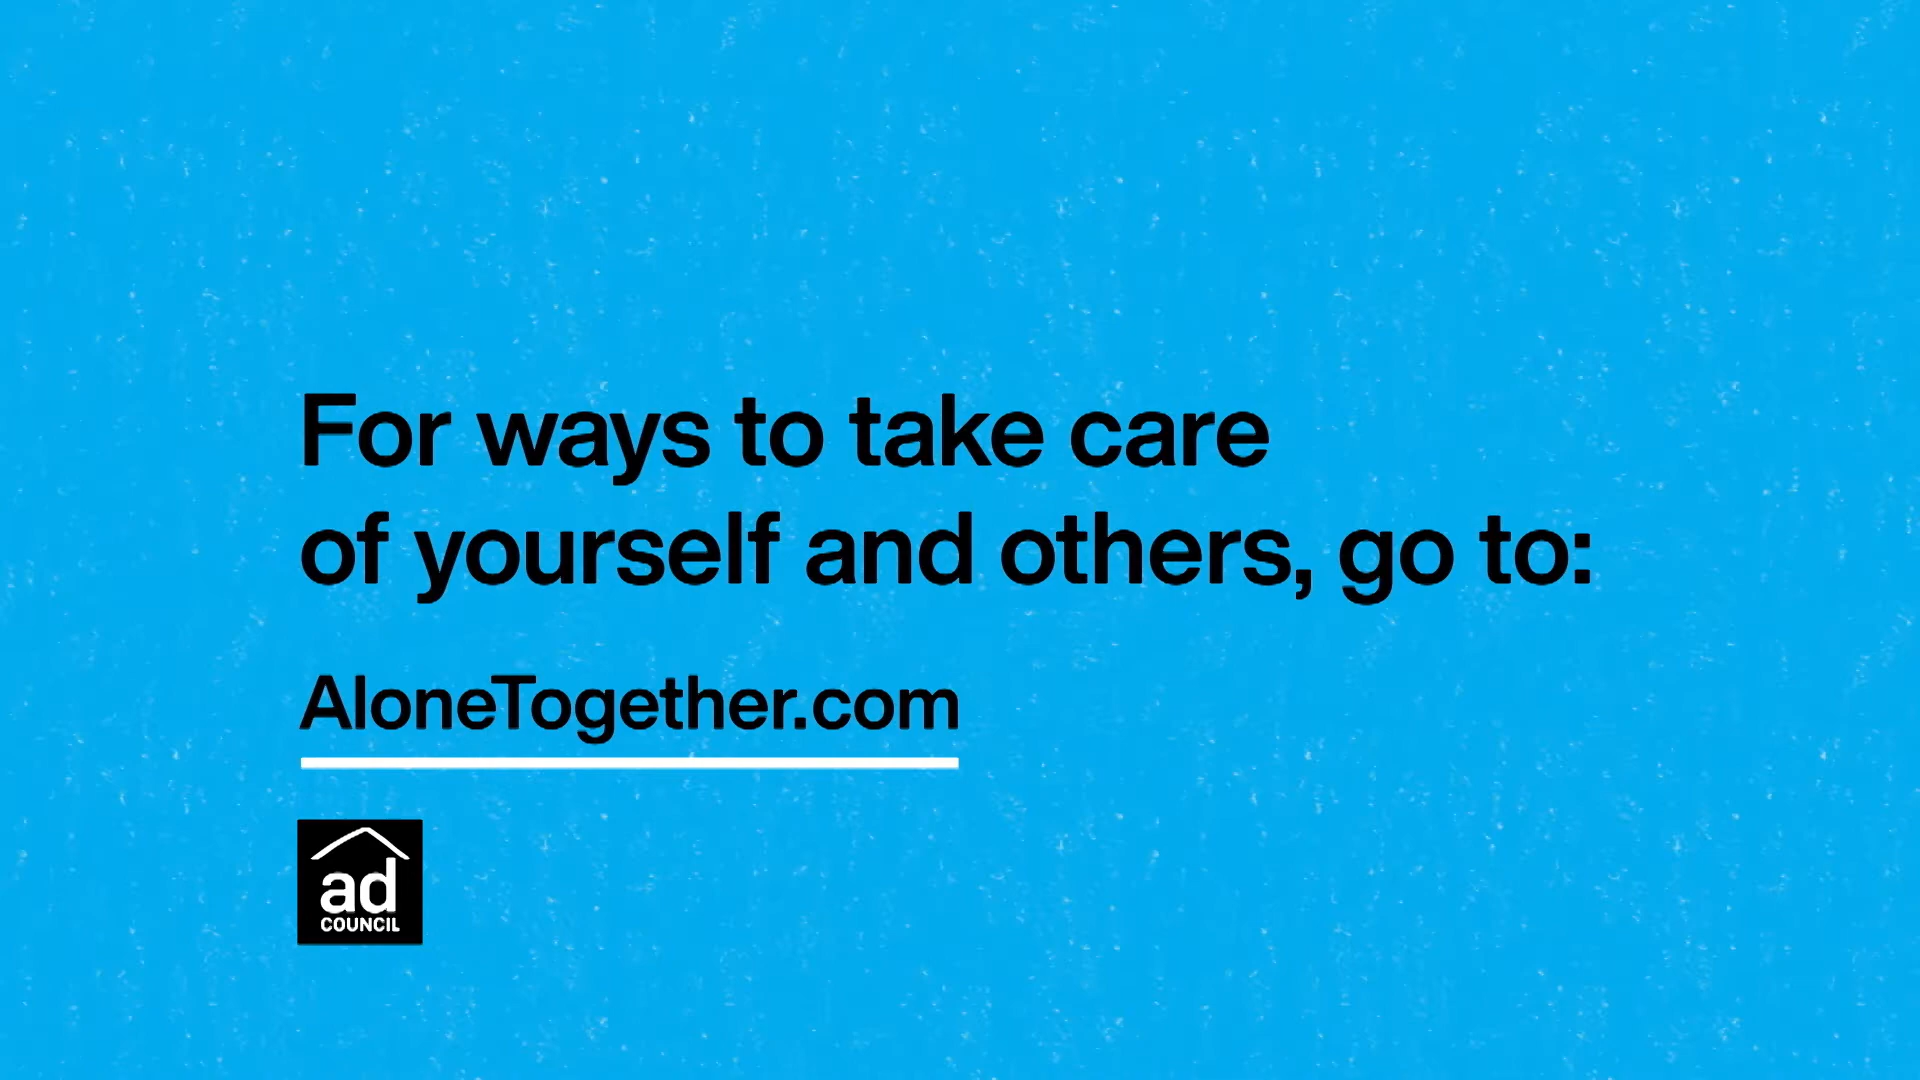 For ways to take care
of yourself and others, go to:
AloneTogether.com
ad
COUNCIL